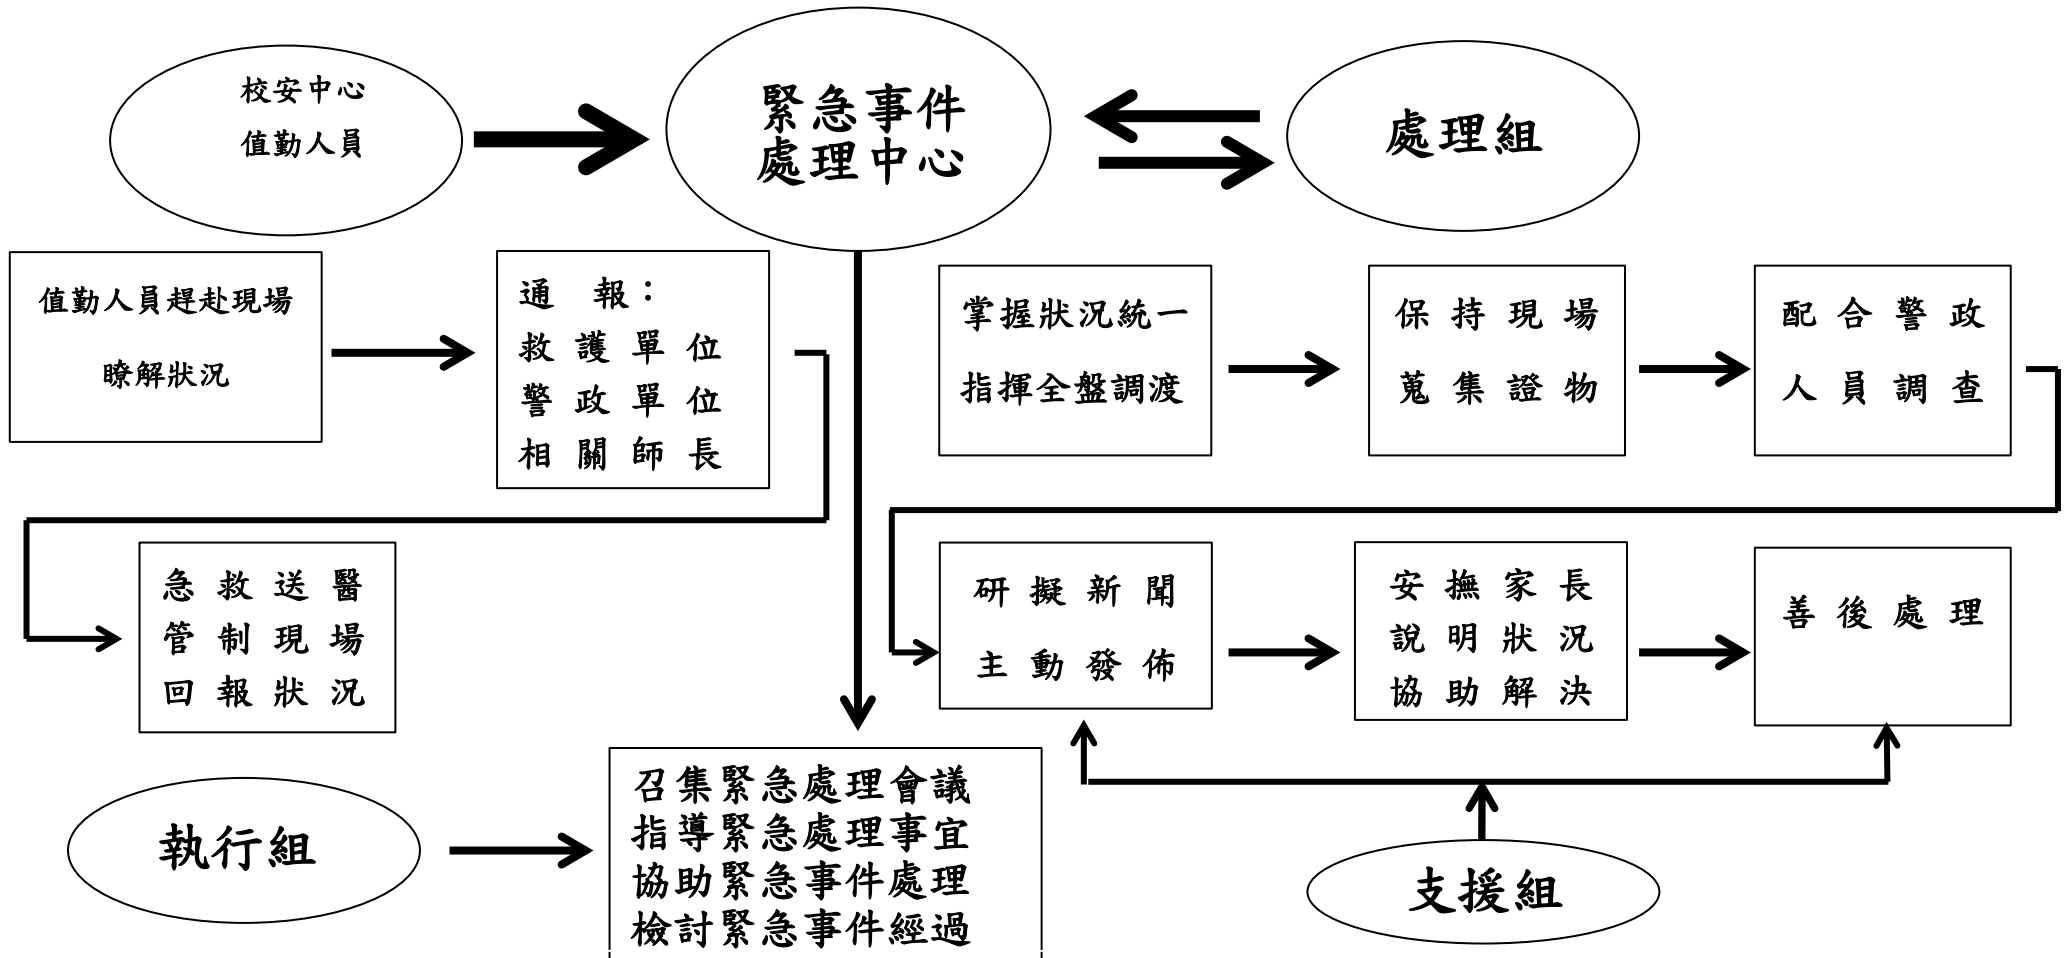 校安中心
值勤人員
緊急事件
處理中心
處理組
值勤人員趕赴現場
瞭解狀況
通　報：
救護單位
警政單位
相關師長
掌握狀況統一
指揮全盤調渡
保持現場
蒐集證物
配合警政
人員調查
急救送醫
管制現場
回報狀況
研擬新聞
主動發佈
安撫家長
說明狀況
協助解決
善後處理
執行組
召集緊急處理會議
指導緊急處理事宜
協助緊急事件處理
檢討緊急事件經過
支援組